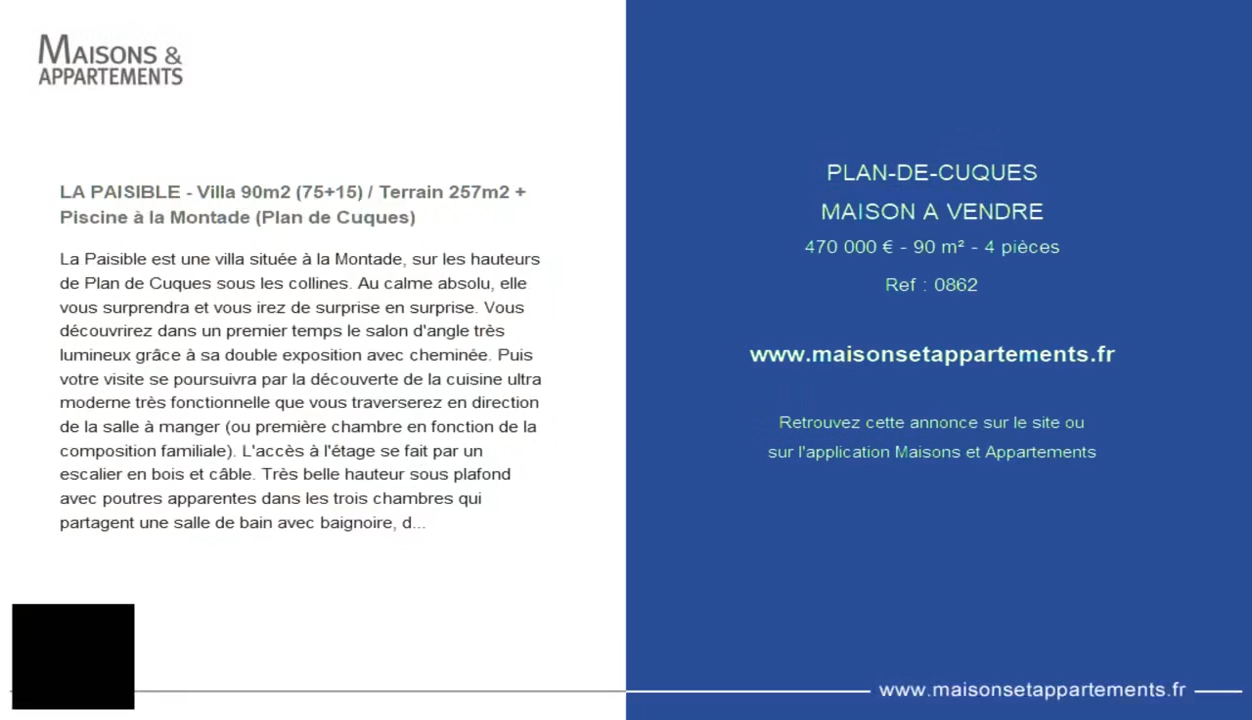 MAISONS &
APPARTEMENTS
LA PAISIBLE - Villa 90m2 (75+15) / Terrain 257m2 +
Piscine à la Montade (Plan de Cuques)
La Paisible est une villa située à la Montade, sur les hauteurs
de Plan de Cuques sous les collines. Au calme absolu, elle
vous surprendra et vous irez de surprise en surprise. Vous
découvrirez dans un premier temps le salon d'angle très
lumineux grâce à sa double exposition avec cheminée. Puis
votre visite se poursuivra par la découverte de la cuisine ultra
moderne très fonctionnelle que vous traverserez en direction
de la salle à manger (ou première chambre en fonction de la
composition familiale). L'accès à l'étage se fait par un
escalier en bois et câble. Très belle hauteur sous plafond
avec poutres apparentes dans les trois chambres qui
partagent une salle de bain avec baignoire, d...
PLAN-DE-CUQUES
MAISON A VENDRE
470 000 € - 90 m² - 4 pièces
Ref : 0862
www.maisonsetappartements.fr
Retrouvez cette annonce sur le site ou
sur l'application Maisons et Appartements
www.maisonsetappartements.fr